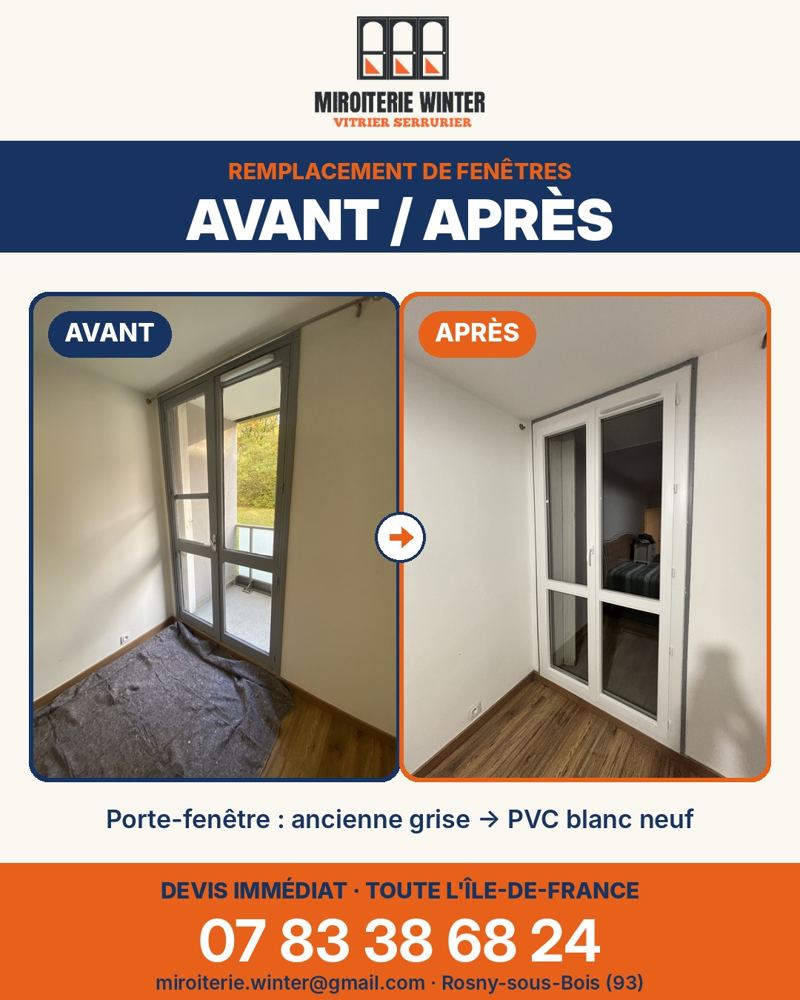 MIROITERIE WINTER
VITRIER SERRURIER
REMPLACEMENT DE FENÊTRES
AVANT / APRÈS
AVANT
APRÈS
Porte-fenêtre : ancienne grise → PVC blanc neuf
DEVIS IMMÉDIAT · TOUTE L'ÎLE-DE-FRANCE
07 83 38 68 24
miroiterie.winter@gmail.com · Rosny-sous-Bois (93)